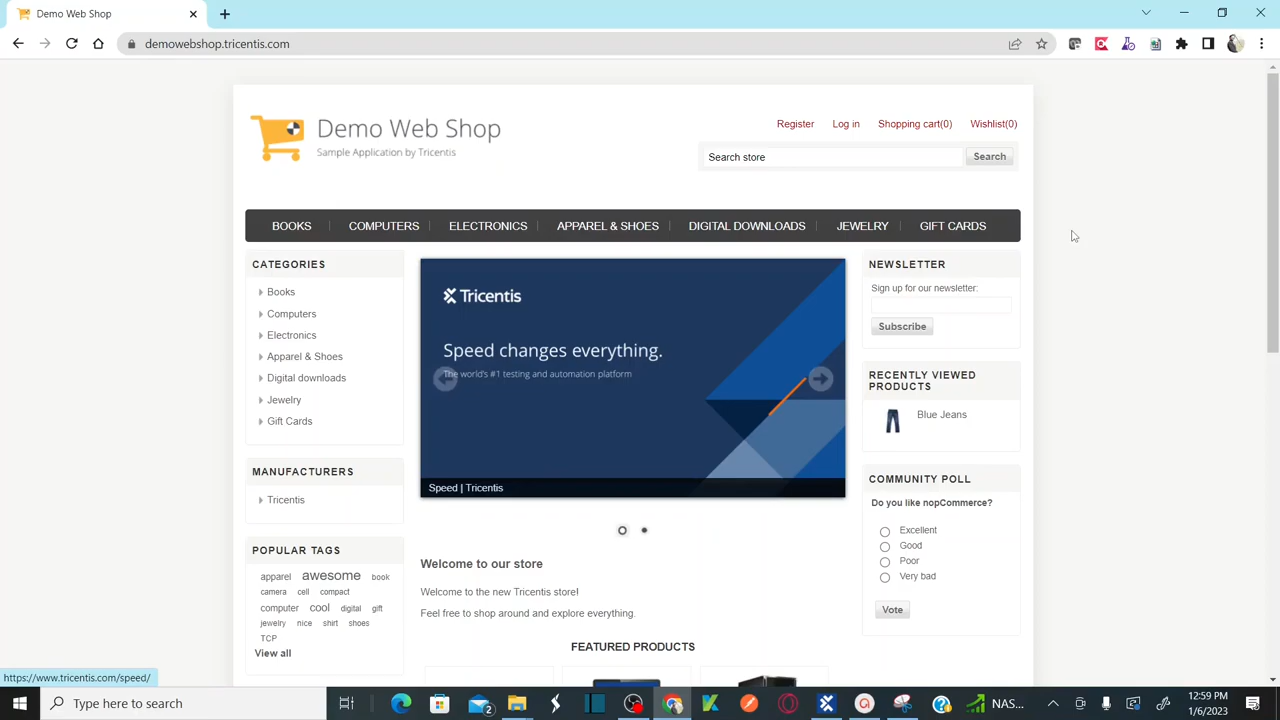 Demo Web Shop
demowebshop.tricentis.com
Demo Web Shop
Sample Application by Tricentis
Register
Log in
Shopping cart(0)
Wishlist(0)
Search store
Search
BOOKS
COMPUTERS
ELECTRONICS
APPAREL & SHOES
DIGITAL DOWNLOADS
JEWELRY
GIFT CARDS
CATEGORIES
Books
Computers
Electronics
Apparel & Shoes
Digital downloads
Jewelry
Gift Cards
MANUFACTURERS
Tricentis
POPULAR TAGS
apparel awesome book
camera cell compact
computer cool digital gift
jewelry nice shirt shoes
TCP
View all
Tricentis
Speed changes everything.
The world's #1 testing and automation platform
Speed | Tricentis
Welcome to our store
Welcome to the new Tricentis store!
Feel free to shop around and explore everything.
FEATURED PRODUCTS
NEWSLETTER
Sign up for our newsletter:
Subscribe
RECENTLY VIEWED
PRODUCTS
Blue Jeans
COMMUNITY POLL
Do you like nopCommerce?
Excellent
Good
Poor
Very bad
Vote
https://www.tricentis.com/speed/
Type here to search
2
NAS...
12:59 PM
1/6/2023